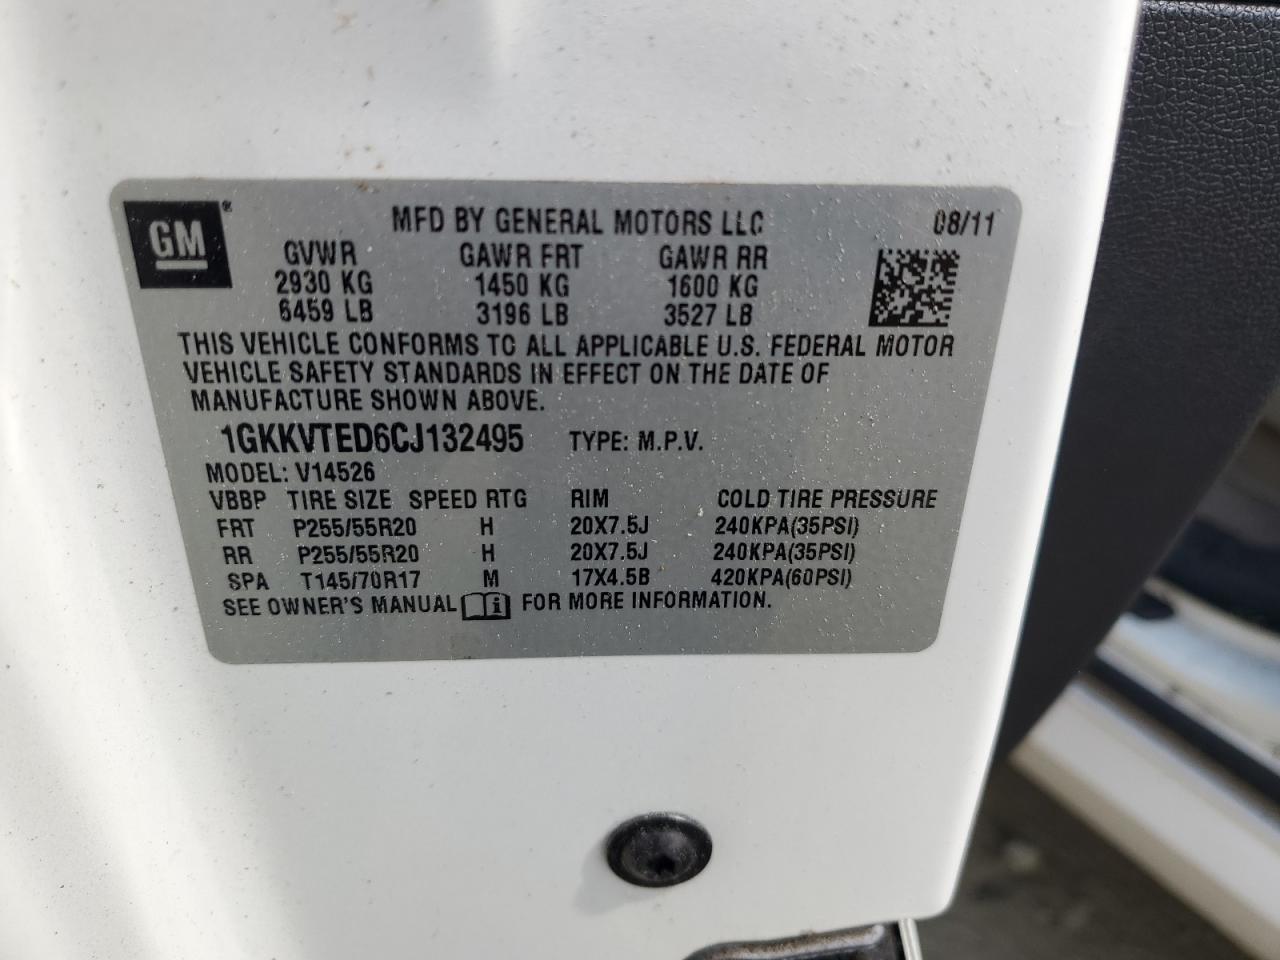 GM ® MFD BY GENERAL MOTORS LLC 08/11
GVWR GAWR FRT GAWR RR
2930 KG 1450 KG 1600 KG
6459 LB 3196 LB 3527 LB
THIS VEHICLE CONFORMS TO ALL APPLICABLE U.S. FEDERAL MOTOR
VEHICLE SAFETY STANDARDS IN EFFECT ON THE DATE OF
MANUFACTURE SHOWN ABOVE.
1GKKVTED6CJ132495 TYPE: M.P.V.
MODEL: V14526
VBBP TIRE SIZE SPEED RTG RIM COLD TIRE PRESSURE
FRT P255/55R20 H 20X7.5J 240KPA(35PSI)
RR P255/55R20 H 20X7.5J 240KPA(35PSI)
SPA T145/70R17 M 17X4.5B 420KPA(60PSI)
SEE OWNER'S MANUAL i FOR MORE INFORMATION.